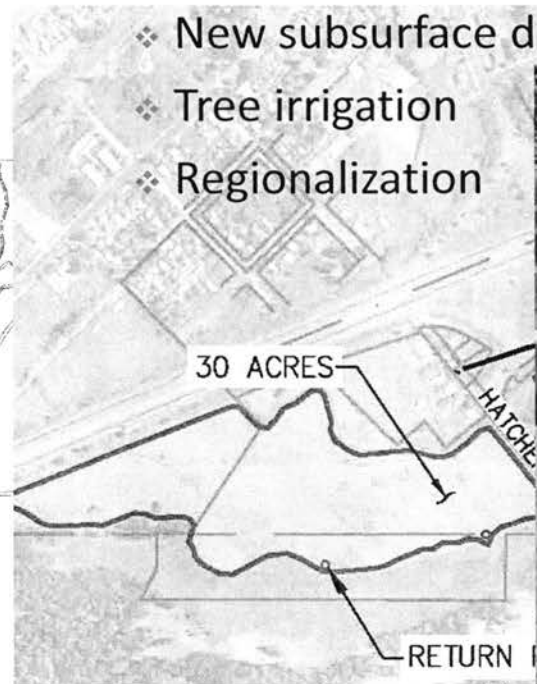 ❖ New subsurface d
❖ Tree irrigation
❖ Regionalization
30 ACRES
HATCHE
RETURN